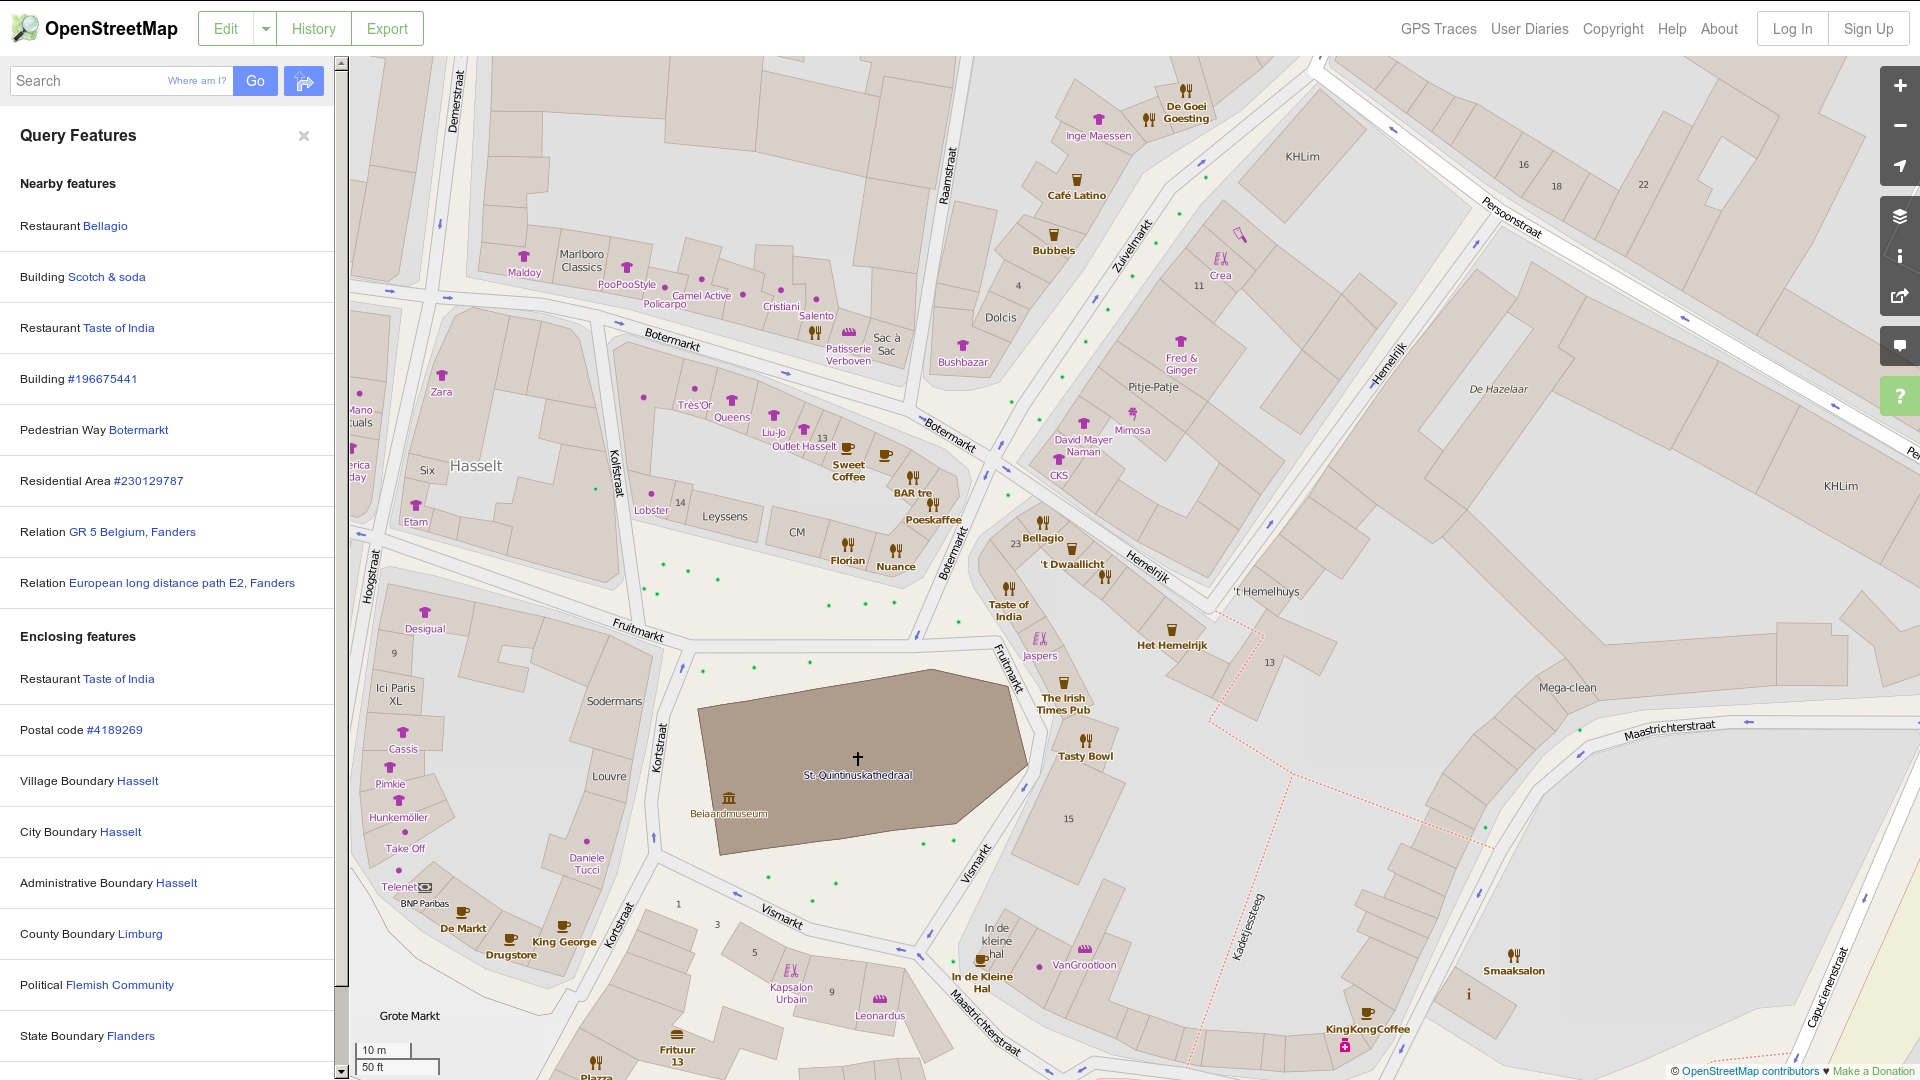 OpenStreetMap
Edit
History
Export
GPS Traces
User Diaries
Copyright
Help
About
Log In
Sign Up
Search
Where am I?
Go
Query Features
×
Nearby features
Restaurant Bellagio
Building Scotch & soda
Restaurant Taste of India
Building #196675441
Pedestrian Way Botermarkt
Residential Area #230129787
Relation GR 5 Belgium, Fanders
Relation European long distance path E2, Fanders
Enclosing features
Restaurant Taste of India
Postal code #4189269
Village Boundary Hasselt
City Boundary Hasselt
Administrative Boundary Hasselt
County Boundary Limburg
Political Flemish Community
State Boundary Flanders
Demerstraat
Raamstraat
De Goei
Goesting
Inge Maessen
KHLim
16
18
22
Café Latino
Persoonstraat
Zuivelmarkt
Bubbels
Marlboro
Classics
Maldoy
PooPooStyle
Policarpo
Camel Active
Cristiani
Salento
Crea
11
4
Dolcis
Botermarkt
Patisserie
Verboven
Sac à
Sac
Bushbazar
Fred &
Ginger
Hemelrijk
Zara
Pitje-Patje
De Hazelaar
Mano
tuals
Très'Or
Queens
Liu-Jo
Outlet Hasselt
13
Botermarkt
Mimosa
David Mayer
Naman
erica
day
Six
Hasselt
Kolfstraat
Sweet
Coffee
CKS
BAR tre
KHLim
Etam
Lobster
14
Leyssens
Poeskaffee
CM
Florian
Nuance
Botermarkt
23
Bellagio
't Dwaallicht
Hemelrijk
Hoogstraat
Taste of
India
't Hemelhuys
Desigual
Fruitmarkt
Jaspers
Het Hemelrijk
9
Fruitmarkt
13
Ici Paris
XL
Sodermans
The Irish
Times Pub
Mega-clean
Maastrichterstraat
Cassis
Kortstraat
St. Quintinuskathedraal
Tasty Bowl
Pimkie
Louvre
Hunkemöller
Beiaardmuseum
15
Take Off
Daniele
Tucci
Vismarkt
Telenet
BNP Paribas
De Markt
King George
Drugstore
Kortstraat
1
3
Vismarkt
5
In de
kleine
hal
Kadetjessteeg
VanGrootloon
In de Kleine
Hal
Smaaksalon
Kapsalon
Urbain
9
Leonardus
Maastrichterstraat
Capucienenstraat
Grote Markt
KingKongCoffee
Frituur
13
Plazza
10 m
50 ft
© OpenStreetMap contributors ♥ Make a Donation